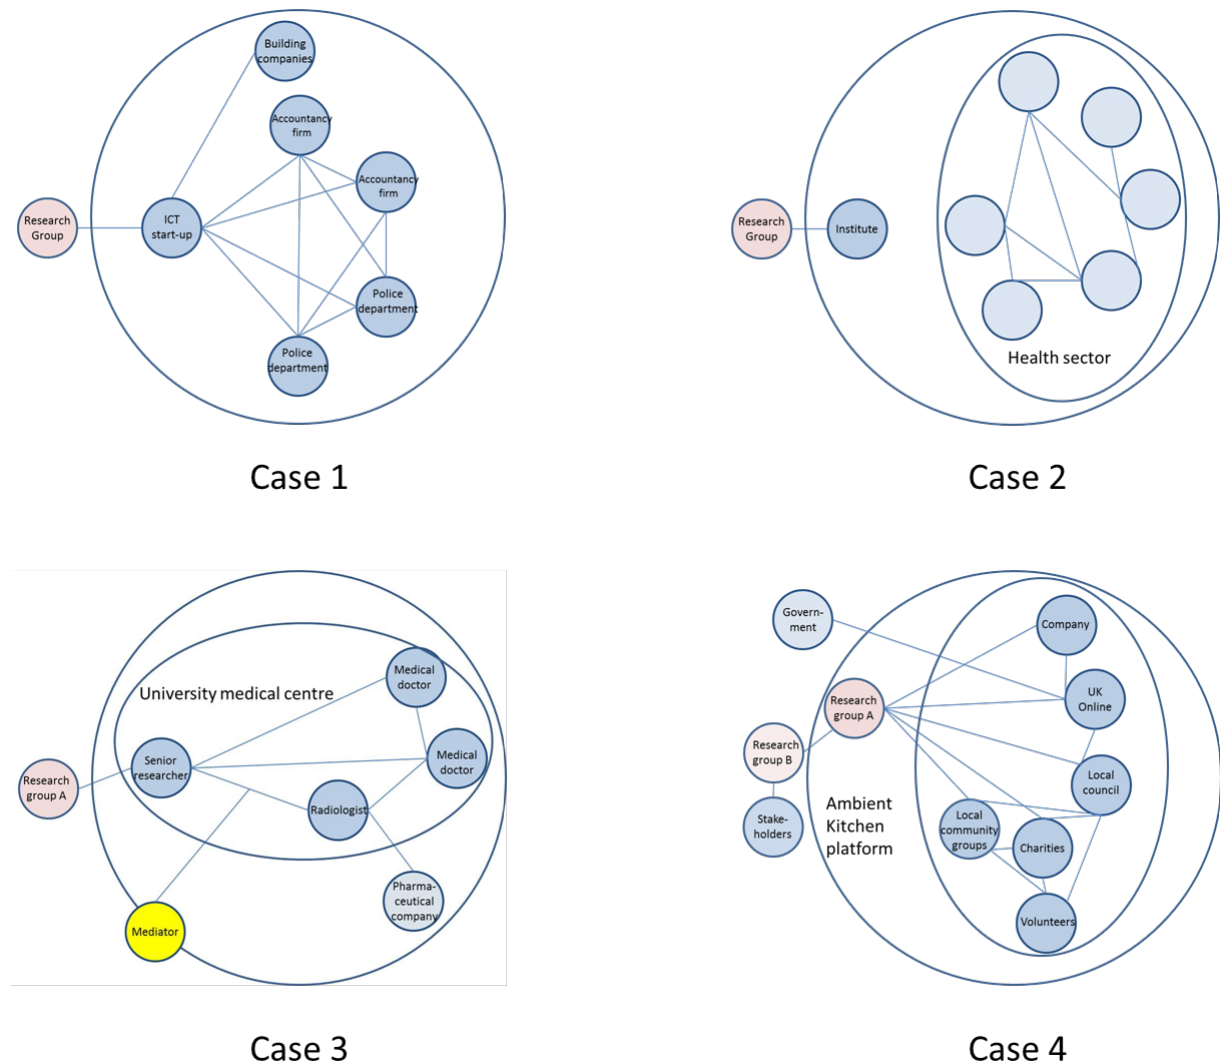 Building
companies
Accountancy
firm
Accountancy
firm
Research
Group
ICT
start-up
Police
department
Police
department
Case 1
Research
Group
Institute
Health sector
Case 2
University medical centre
Medical
doctor
Senior
researcher
Medical
doctor
Research
group A
Radiologist
Pharma-
ceutical
company
Mediator
Case 3
Govern-
ment
Company
Research
group A
UK
Online
Research
group B
Local
council
Stake-
holders
Ambient
Kitchen
platform
Local
community
groups
Charities
Volunteers
Case 4